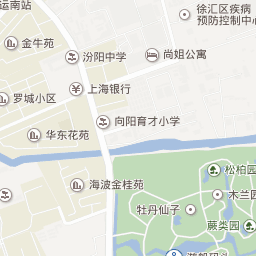 运南站
徐汇区疾病
预防控制中心
金牛苑
汾阳中学
尚姐公寓
罗城小区
上海银行
华东花苑
向阳育才小学
松柏园
海波金桂苑
木兰园
牡丹仙子
蕨类园